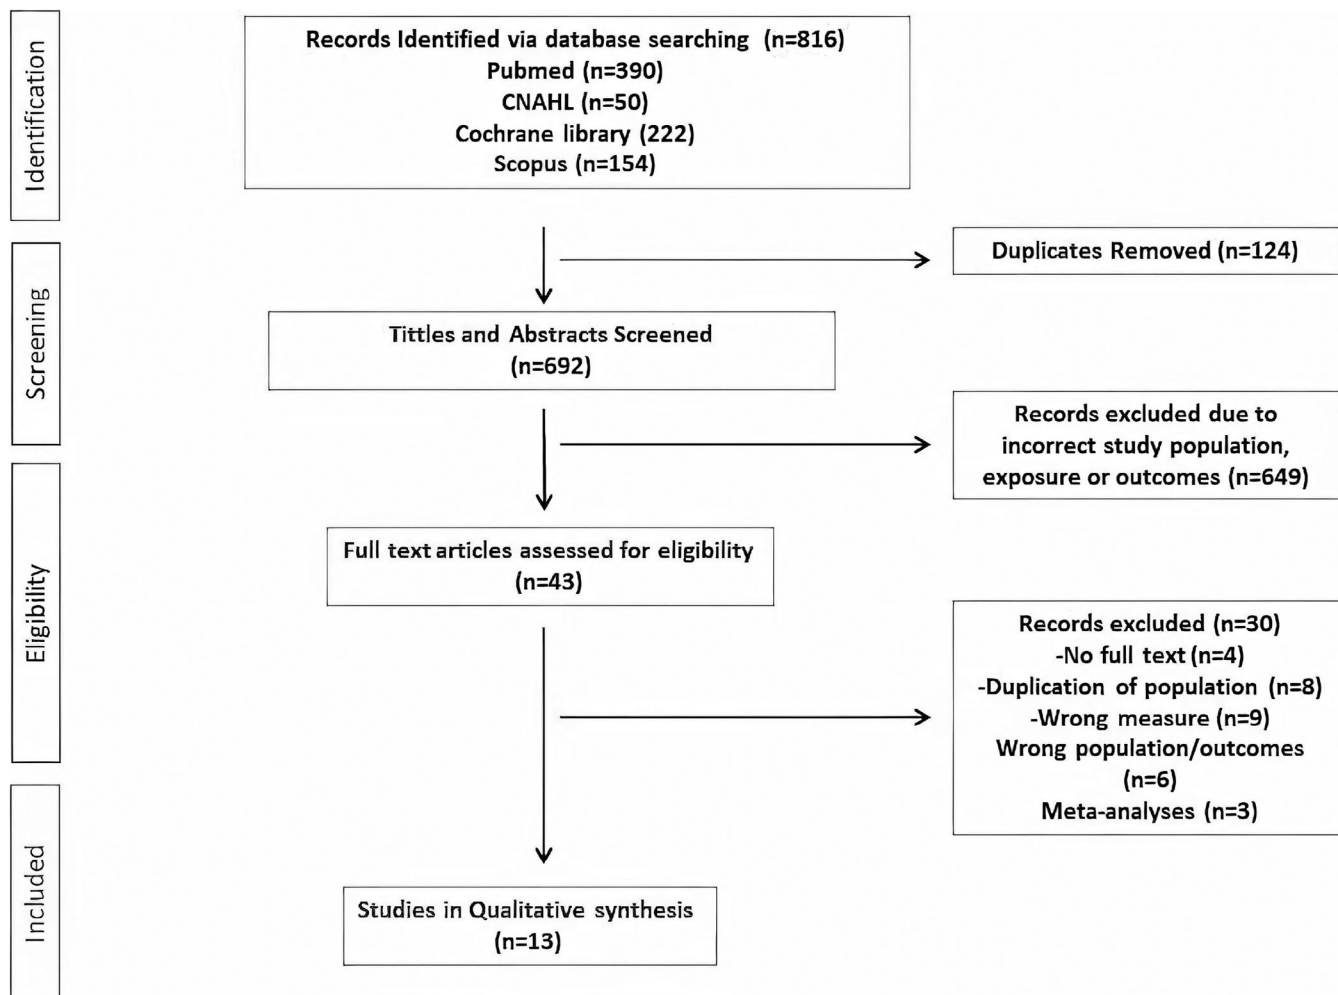 Identification
Records Identified via database searching (n=816)
Pubmed (n=390)
CNAHL (n=50)
Cochrane library (222)
Scopus (n=154)
Screening
Duplicates Removed (n=124)
Tittles and Abstracts Screened
(n=692)
Records excluded due to
incorrect study population,
exposure or outcomes (n=649)
Eligibility
Full text articles assessed for eligibility
(n=43)
Records excluded (n=30)
-No full text (n=4)
-Duplication of population (n=8)
-Wrong measure (n=9)
Wrong population/outcomes
(n=6)
Meta-analyses (n=3)
Included
Studies in Qualitative synthesis
(n=13)